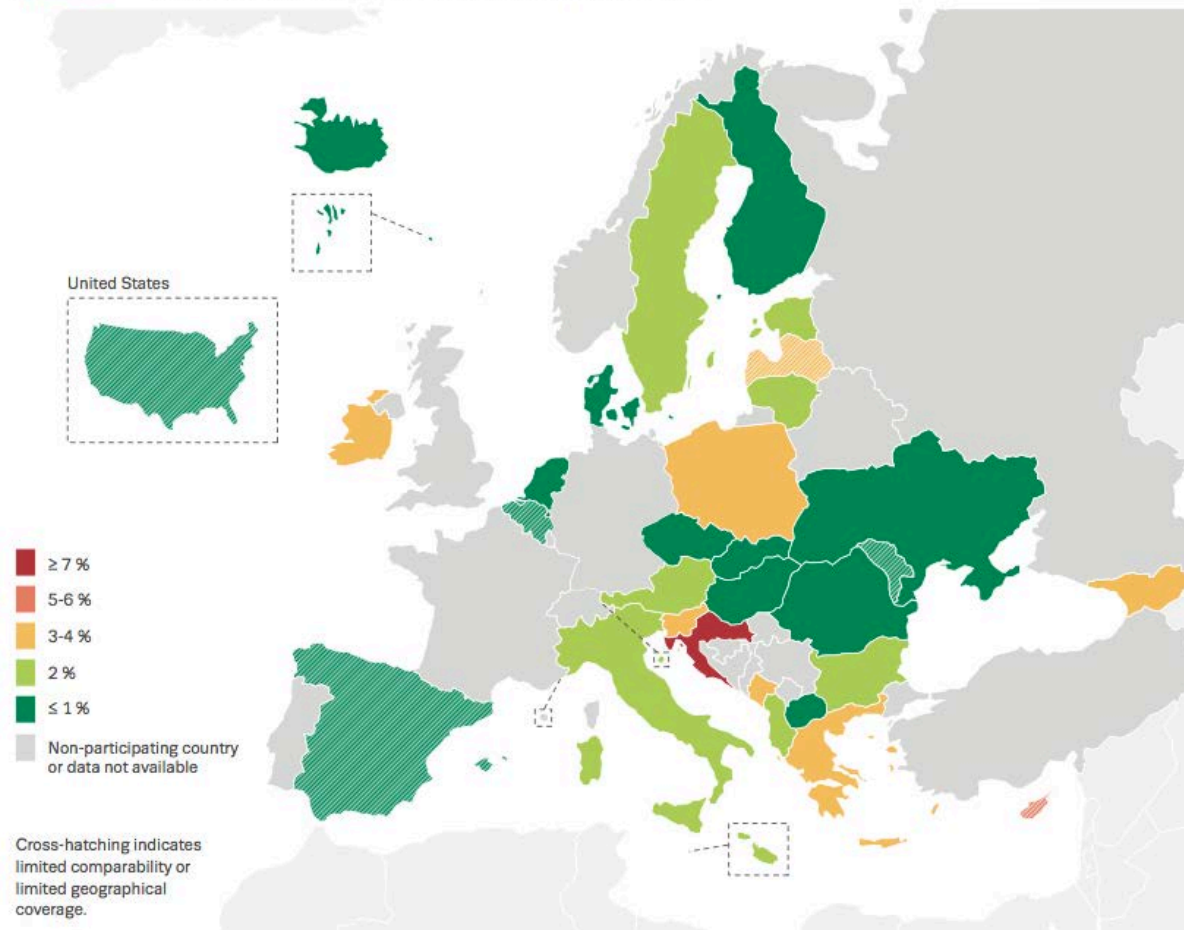 United States
≥ 7 %
5-6 %
3-4 %
2 %
≤ 1 %
Non-participating country
or data not available
Cross-hatching indicates
limited comparability or
limited geographical
coverage.